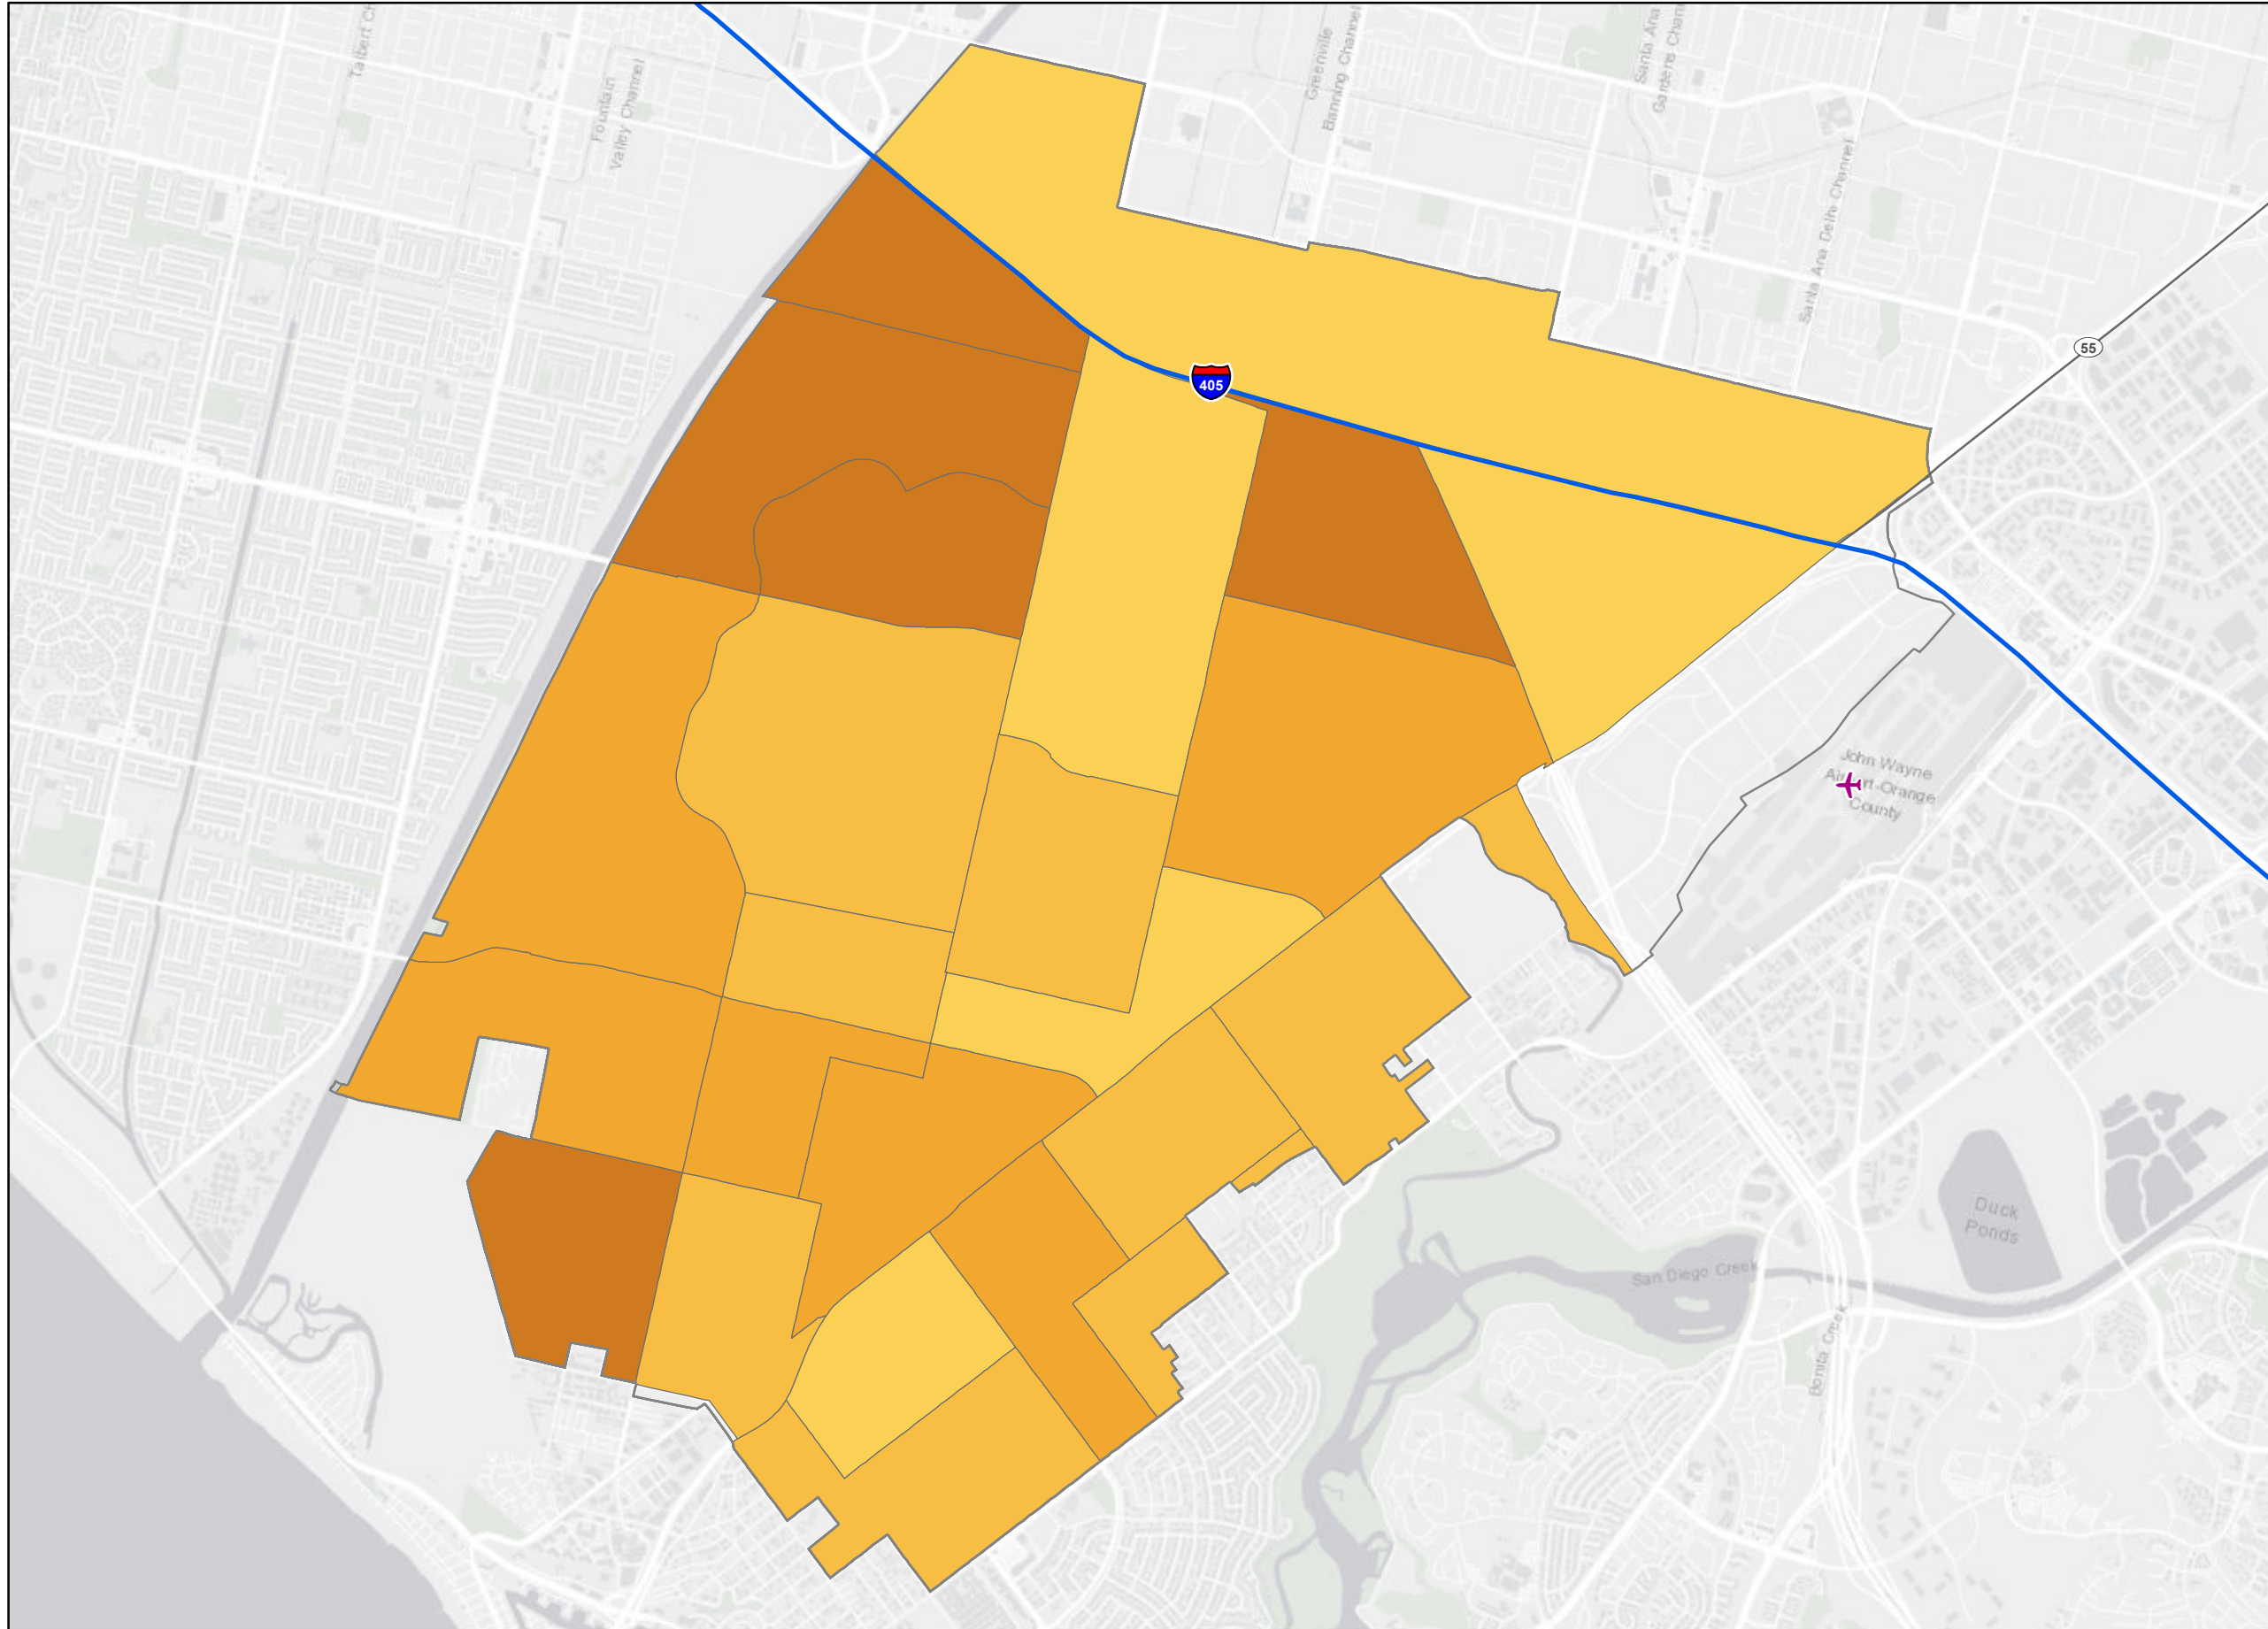 Talbert Ch
Fountain
Valley Channel
Greenville
Banning Channel
Santa Ana
Gardens Chan
Santa Ana Delhi Channel
55
405
John Wayne
Airport-Orange
County
Duck
Ponds
San Diego Creek
Bonita Creek